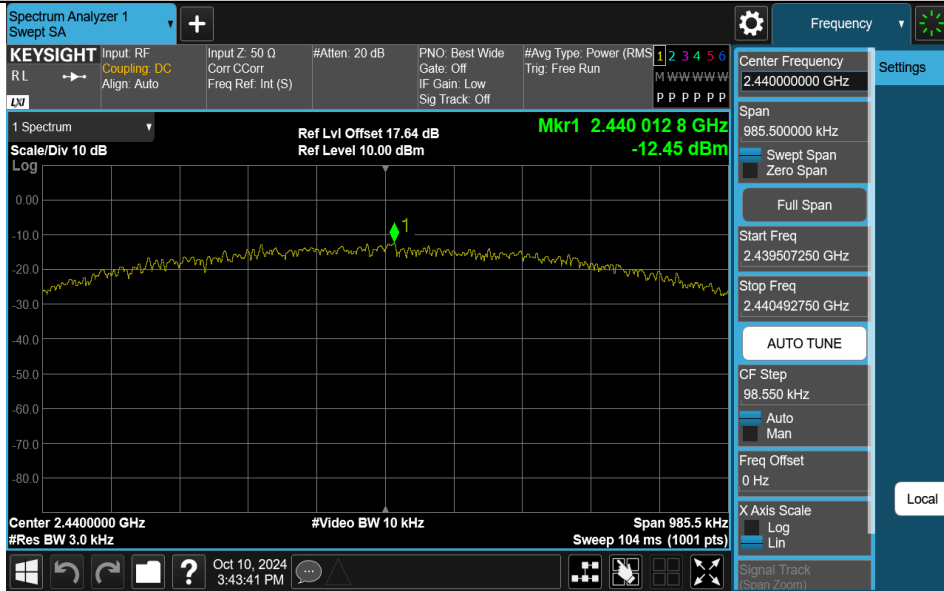 Spectrum Analyzer 1
Swept SA
Frequency
KEYSIGHT
R L
LXI
Input: RF
Coupling: DC
Align: Auto
Input Z: 50 Ω
Corr CCorr
Freq Ref: Int (S)
#Atten: 20 dB
PNO: Best Wide
Gate: Off
IF Gain: Low
Sig Track: Off
#Avg Type: Power (RMS
Trig: Free Run
1 2 3 4 5 6
M W W W W W
P P P P P P
1 Spectrum
Scale/Div 10 dB
Log
Ref Lvl Offset 17.64 dB
Ref Level 10.00 dBm
Mkr1 2.440 012 8 GHz
-12.45 dBm
1
0.00
-10.0
-20.0
-30.0
-40.0
-50.0
-60.0
-70.0
-80.0
Center 2.4400000 GHz
#Res BW 3.0 kHz
#Video BW 10 kHz
Span 985.5 kHz
Sweep 104 ms (1001 pts)
Oct 10, 2024
3:43:41 PM
Center Frequency
2.440000000 GHz
Span
985.500000 kHz
Swept Span
Zero Span
Full Span
Start Freq
2.439507250 GHz
Stop Freq
2.440492750 GHz
AUTO TUNE
CF Step
98.550 kHz
Auto
Man
Freq Offset
0 Hz
X Axis Scale
Log
Lin
Signal Track
(Span Zoom)
Settings
Local